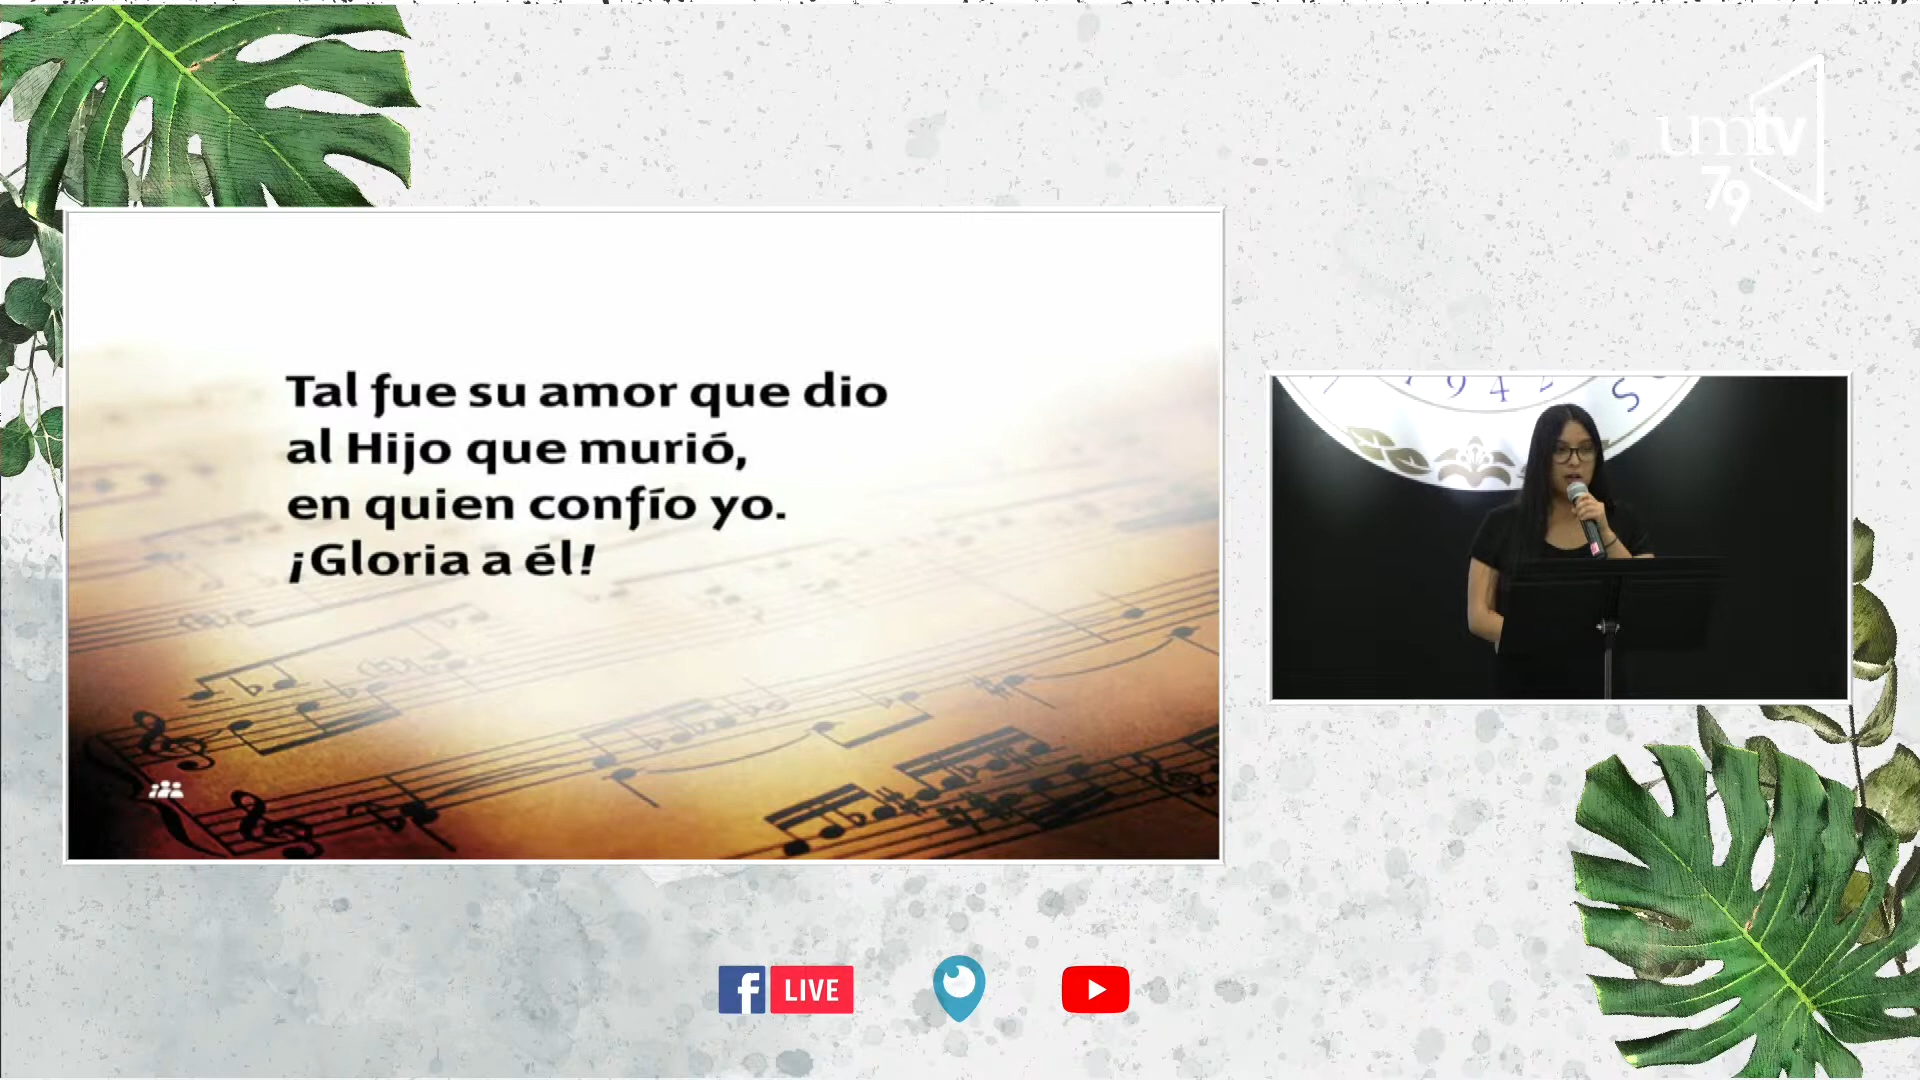 umtv
79
Tal fue su amor que dio
al Hijo que murió,
en quien confío yo.
¡Gloria a él!
1942
LIVE